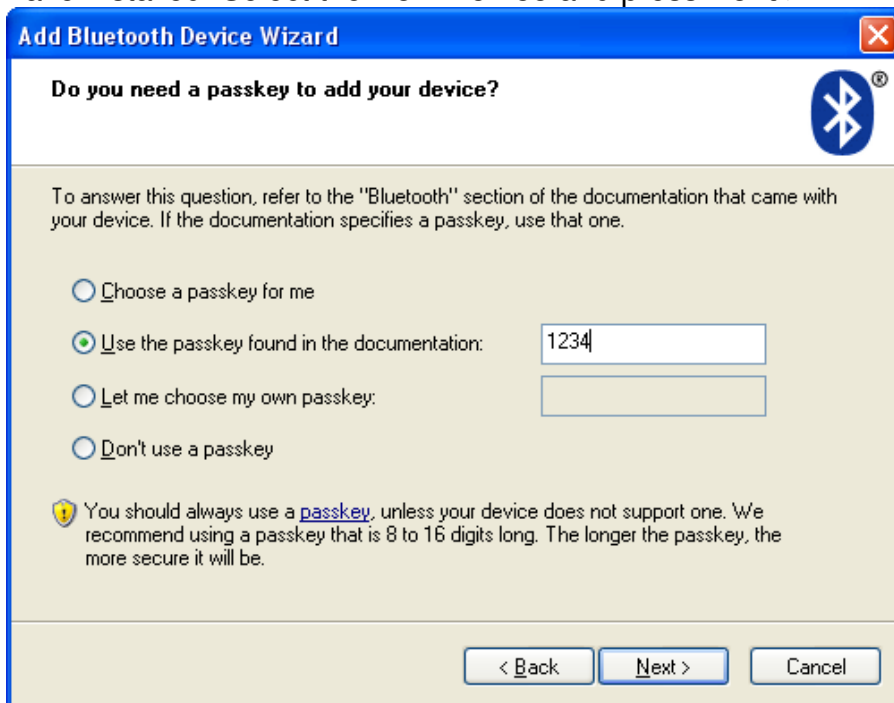 Add Bluetooth Device Wizard
Do you need a passkey to add your device?
®
To answer this question, refer to the "Bluetooth" section of the documentation that came with
your device. If the documentation specifies a passkey, use that one.
Choose a passkey for me
Use the passkey found in the documentation: 1234
Let me choose my own passkey:
Don't use a passkey
You should always use a passkey, unless your device does not support one. We
recommend using a passkey that is 8 to 16 digits long. The longer the passkey, the
more secure it will be.
< Back Next > Cancel